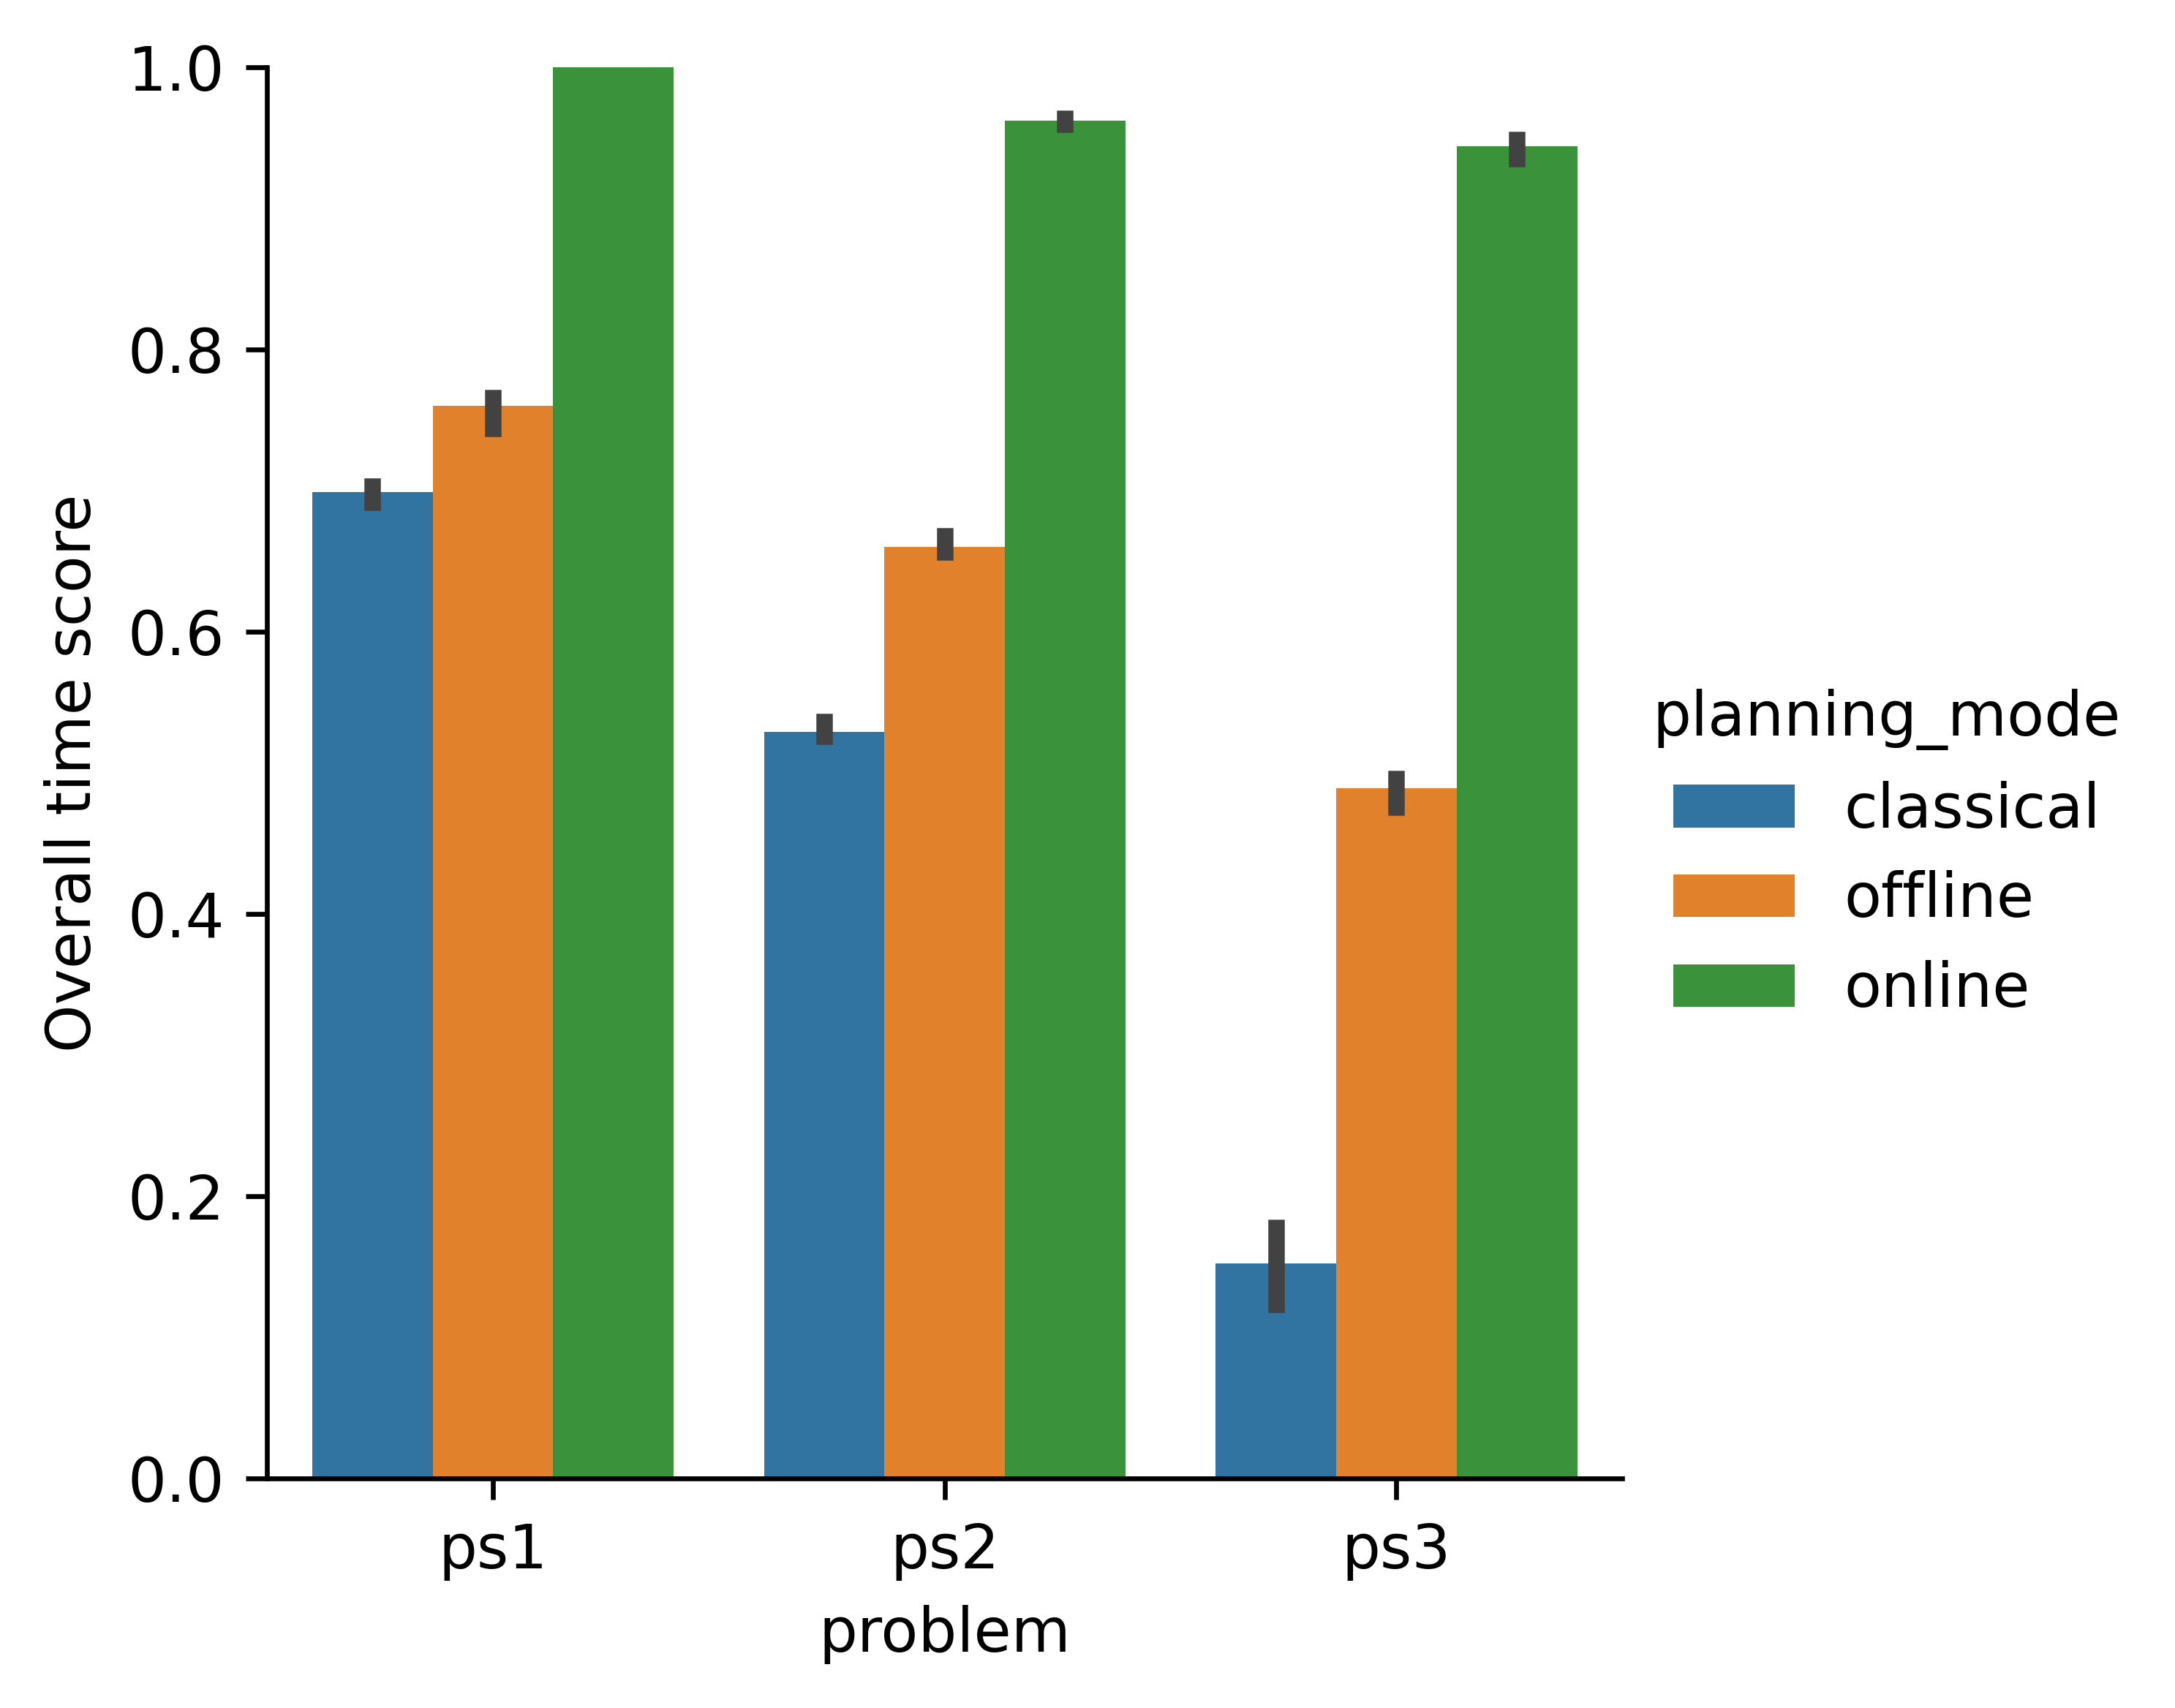 1.0
0.8
0.6
0.4
0.2
0.0
Overall time score
ps1 ps2 ps3
problem
planning_mode
classical
offline
online